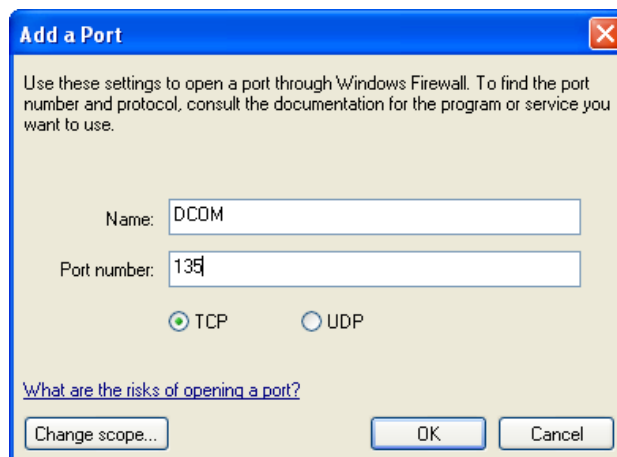 Add a Port
Use these settings to open a port through Windows Firewall. To find the port
number and protocol, consult the documentation for the program or service you
want to use.
Name: DCOM
Port number: 135
TCP UDP
What are the risks of opening a port?
Change scope... OK Cancel